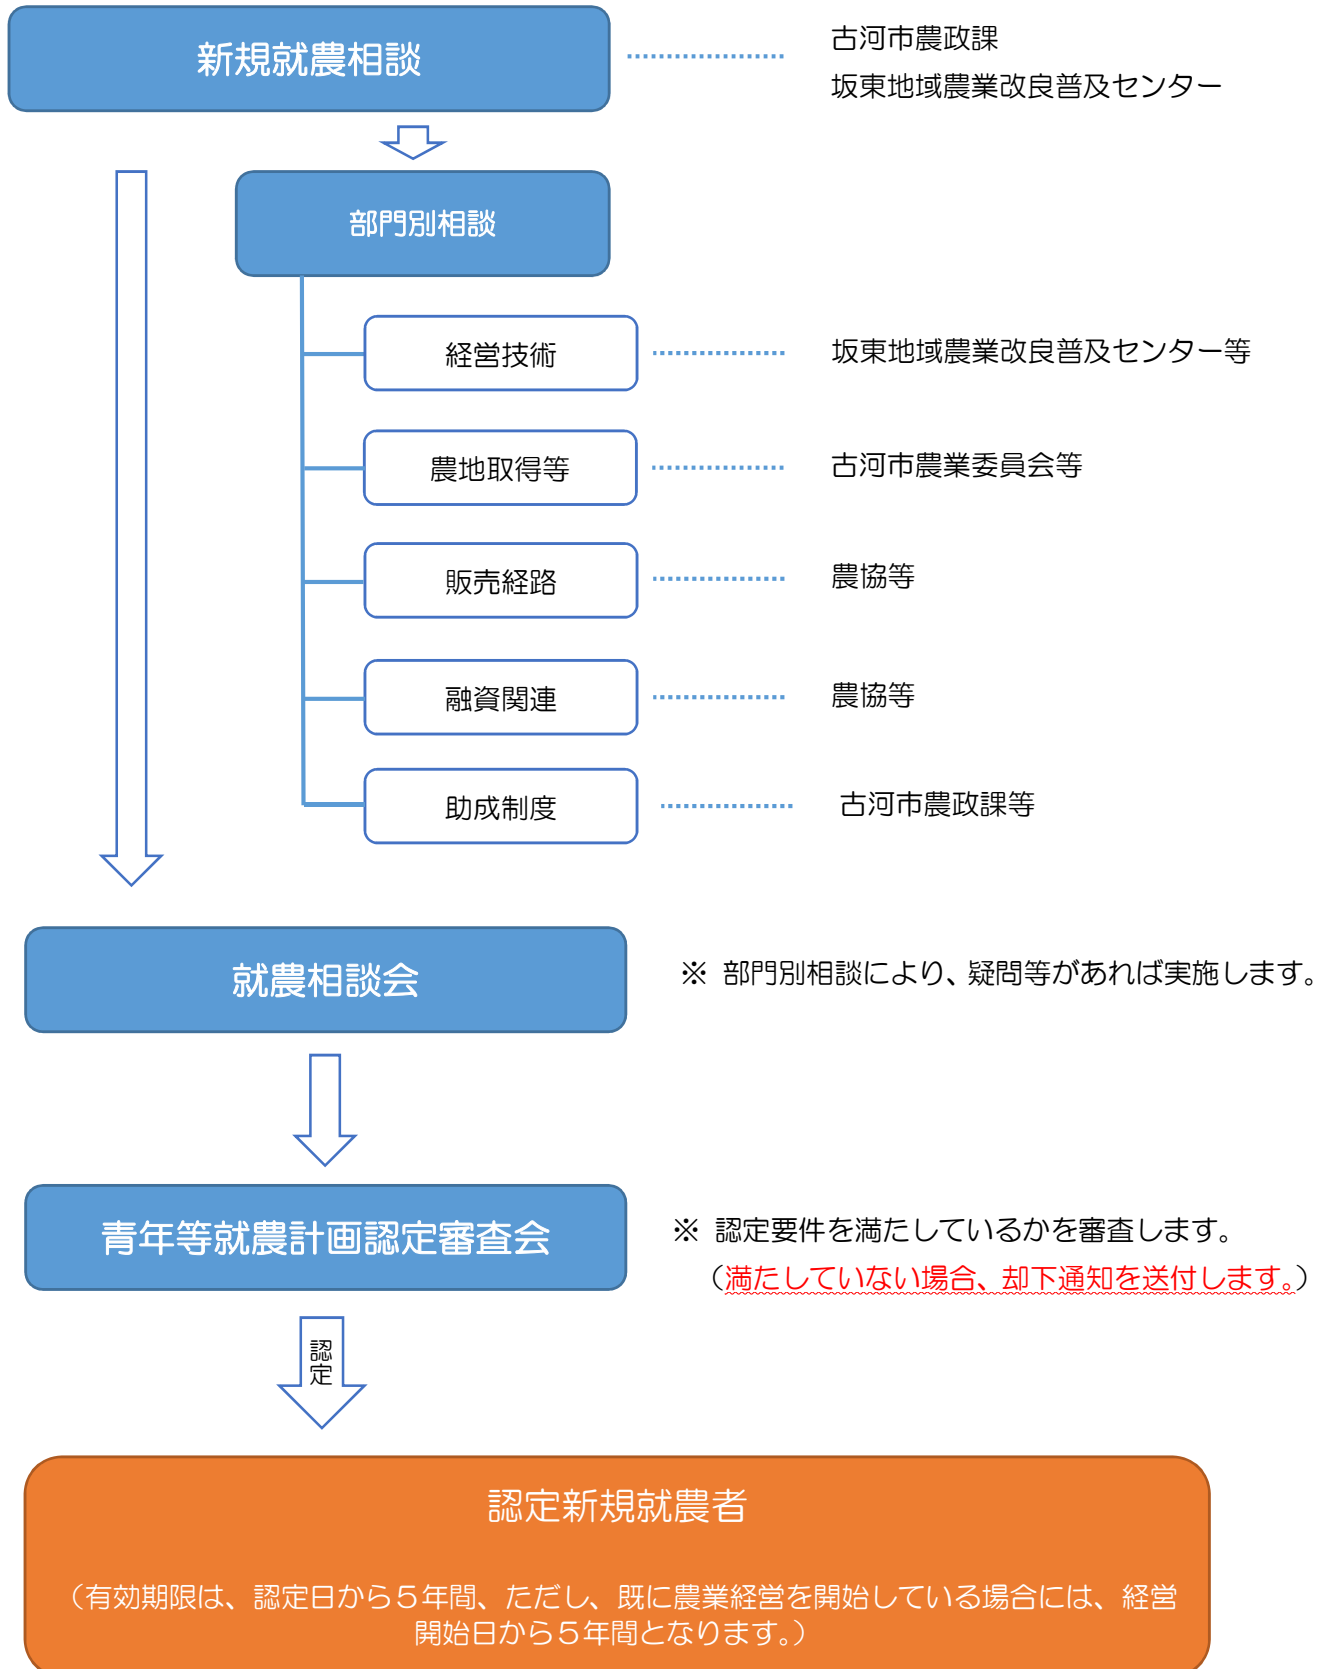 新規就農相談
古河市農政課
坂東地域農業改良普及センター
部門別相談
経営技術
坂東地域農業改良普及センター等
農地取得等
古河市農業委員会等
販売経路
農協等
融資関連
農協等
助成制度
古河市農政課等
就農相談会
※ 部門別相談により、疑問等があれば実施します。
青年等就農計画認定審査会
※ 認定要件を満たしているかを審査します。
（満たしていない場合、却下通知を送付します。）
認定
認定新規就農者
（有効期限は、認定日から５年間、ただし、既に農業経営を開始している場合には、経営
開始日から５年間となります。）